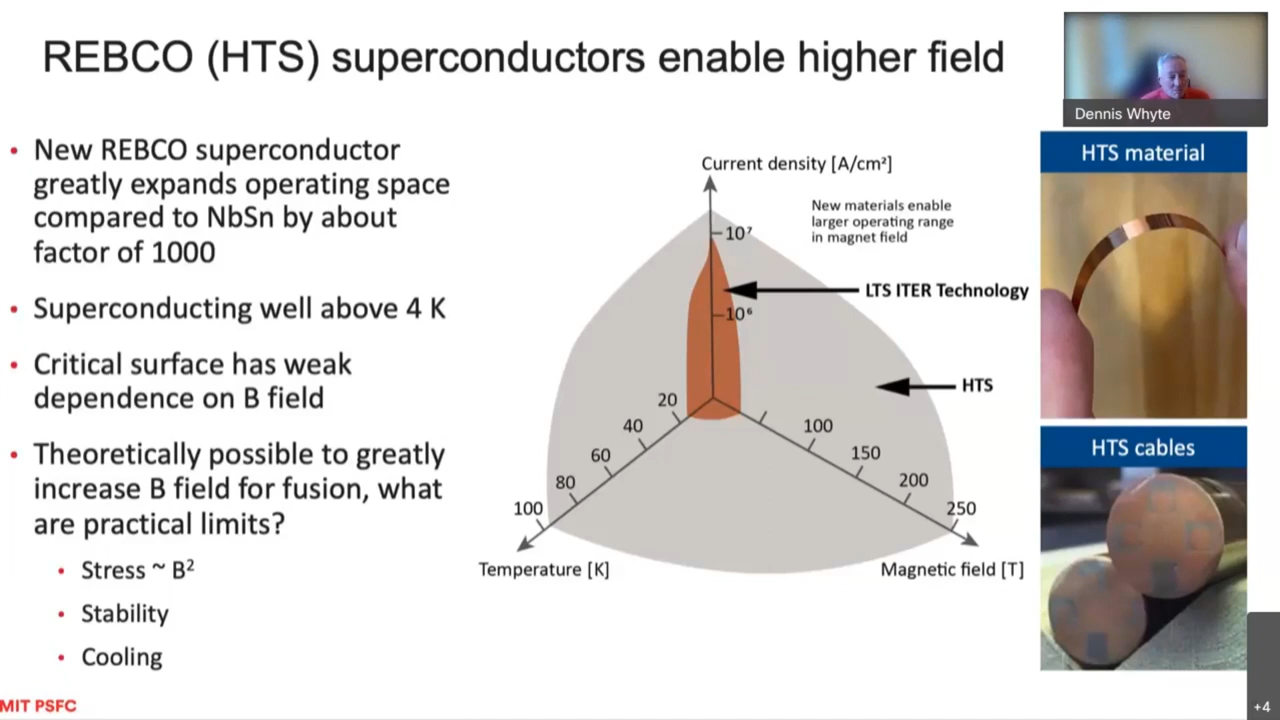 REBCO (HTS) superconductors enable higher field
Dennis Whyte
• New REBCO superconductor
greatly expands operating space
compared to NbSn by about
factor of 1000
• Superconducting well above 4 K
• Critical surface has weak
dependence on B field
• Theoretically possible to greatly
increase B field for fusion, what
are practical limits?
• Stress ~ B²
• Stability
• Cooling
Current density [A/cm²]
New materials enable
larger operating range
in magnet field
10⁷
LTS ITER Technology
10⁶
HTS
20
40
60
80
100
Temperature [K]
100
150
200
250
Magnetic field [T]
HTS material
HTS cables
MIT PSFC
+4